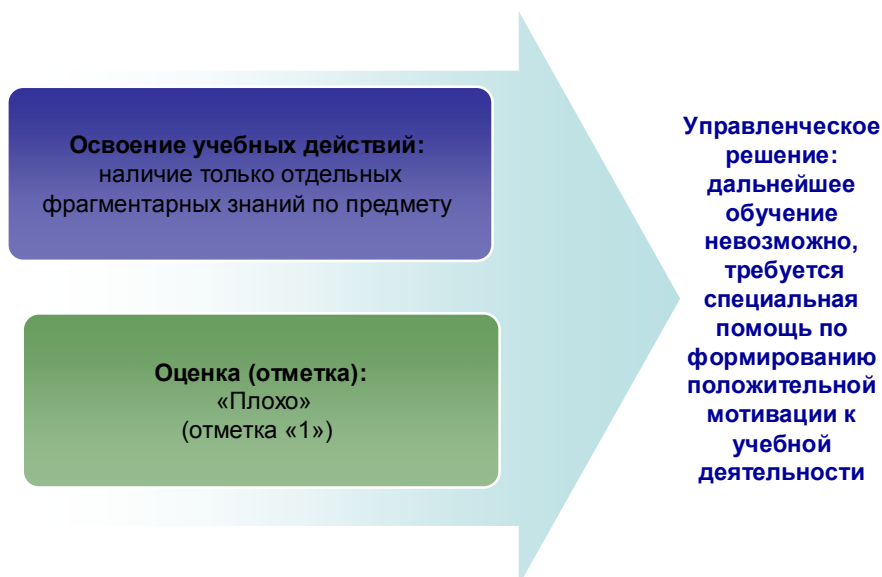 Освоение учебных действий:
наличие только отдельных
фрагментарных знаний по предмету
Оценка (отметка):
«Плохо»
(отметка «1»)
Управленческое
решение:
дальнейшее
обучение
невозможно,
требуется
специальная
помощь по
формированию
положительной
мотивации к
учебной
деятельности